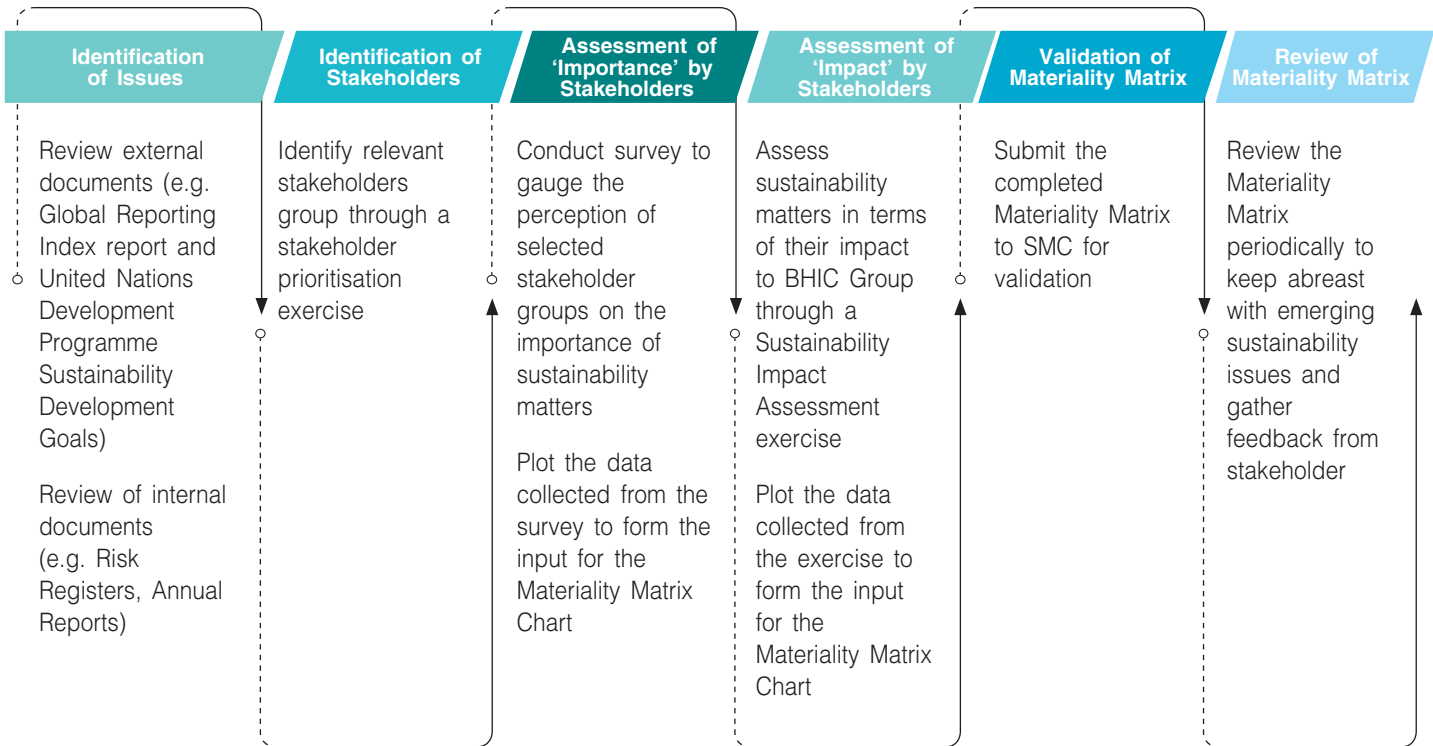 Identification
of Issues
Identification of
Stakeholders
Assessment of
‘Importance’ by
Stakeholders
Assessment of
‘Impact’ by
Stakeholders
Validation of
Materiality Matrix
Review of
Materiality Matrix
Review external
documents (e.g.
Global Reporting
Index report and
United Nations
Development
Programme
Sustainability
Development
Goals)
Review of internal
documents
(e.g. Risk
Registers, Annual
Reports)
Identify relevant
stakeholders
group through a
stakeholder
prioritisation
exercise
Conduct survey to
gauge the
perception of
selected
stakeholder
groups on the
importance of
sustainability
matters
Plot the data
collected from the
survey to form the
input for the
Materiality Matrix
Chart
Assess
sustainability
matters in terms
of their impact
to BHIC Group
through a
Sustainability
Impact
Assessment
exercise
Plot the data
collected from
the exercise to
form the input
for the
Materiality Matrix
Chart
Submit the
completed
Materiality Matrix
to SMC for
validation
Review the
Materiality
Matrix
periodically to
keep abreast
with emerging
sustainability
issues and
gather
feedback from
stakeholder